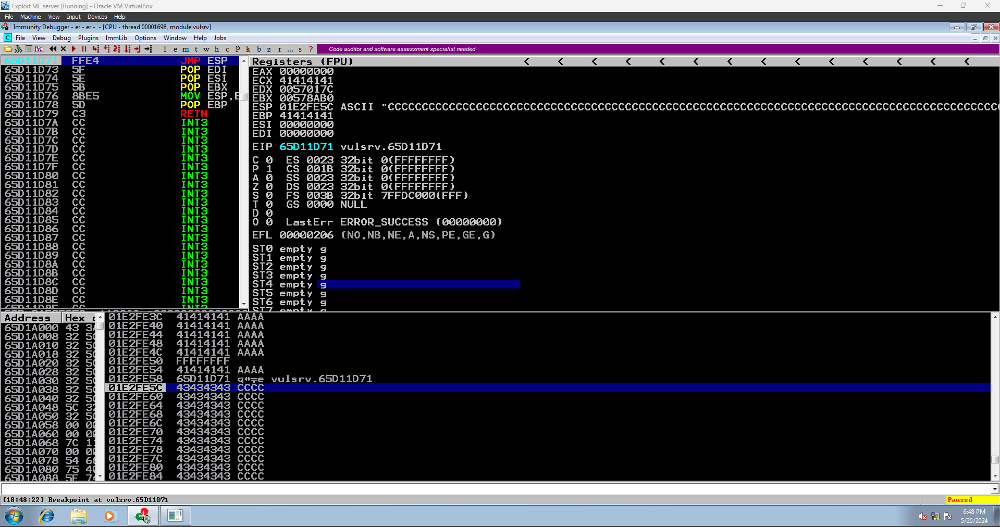 Exploit ME server [Running] - Oracle VM VirtualBox
File Machine View Input Devices Help
Immunity Debugger - er - er - - [CPU - thread 00001698, module vulsrv]
C File View Debug Plugins ImmLib Options Window Help Jobs
l e m t w h c p k b z r ... s ? Code auditor and software assessment specialist needed
65D11D71 FFE4 JMP ESP
65D11D73 5F POP EDI
65D11D74 5E POP ESI
65D11D75 5B POP EBX
65D11D76 8BE5 MOV ESP,E
65D11D78 5D POP EBP
65D11D79 C3 RETN
65D11D7A CC INT3
65D11D7B CC INT3
65D11D7C CC INT3
65D11D7D CC INT3
65D11D7E CC INT3
65D11D7F CC INT3
65D11D80 CC INT3
65D11D81 CC INT3
65D11D82 CC INT3
65D11D83 CC INT3
65D11D84 CC INT3
65D11D85 CC INT3
65D11D86 CC INT3
65D11D87 CC INT3
65D11D88 CC INT3
65D11D89 CC INT3
65D11D8A CC INT3
65D11D8B CC INT3
65D11D8C CC INT3
65D11D8D CC INT3
65D11D8E CC INT3
Registers (FPU) < < < < < < < < < < < < < <
EAX 00000000
ECX 41414141
EDX 0057017C
EBX 00578AB0
ESP 01E2FE5C ASCII "CCCCCCCCCCCCCCCCCCCCCCCCCCCCCCCCCCCCCCCCCCCCCCCCCCCCCCCCCCCCCCCCCCCCCCCCCCCCCCCCCCCCCCCCCC
EBP 41414141
ESI 00000000
EDI 00000000
EIP 65D11D71 vulsrv.65D11D71
C 0 ES 0023 32bit 0(FFFFFFFF)
P 1 CS 001B 32bit 0(FFFFFFFF)
A 0 SS 0023 32bit 0(FFFFFFFF)
Z 0 DS 0023 32bit 0(FFFFFFFF)
S 0 FS 003B 32bit 7FFDC000(FFF)
T 0 GS 0000 NULL
D 0
O 0 LastErr ERROR_SUCCESS (00000000)
EFL 00000206 (NO,NB,NE,A,NS,PE,GE,G)
ST0 empty g
ST1 empty g
ST2 empty g
ST3 empty g
ST4 empty g
ST5 empty g
ST6 empty g
ST7 empty g
Address Hex
65D1A000 43 3A
65D1A008 32 5C
65D1A010 32 5C
65D1A018 32 5C
65D1A020 32 5C
65D1A028 32 5C
65D1A030 32 5C
65D1A038 32 5C
65D1A040 32 5C
65D1A048 5C 32
65D1A050 32 5C
65D1A058 00 00
65D1A060 00 00
65D1A068 7C 11
65D1A070 00 00
65D1A078 54 68
65D1A080 75 40
65D1A088 5F 74
01E2FE3C 41414141 AAAA
01E2FE40 41414141 AAAA
01E2FE44 41414141 AAAA
01E2FE48 41414141 AAAA
01E2FE4C 41414141 AAAA
01E2FE50 FFFFFFFF
01E2FE54 41414141 AAAA
01E2FE58 65D11D71 q↔╤e vulsrv.65D11D71
01E2FE5C 43434343 CCCC
01E2FE60 43434343 CCCC
01E2FE64 43434343 CCCC
01E2FE68 43434343 CCCC
01E2FE6C 43434343 CCCC
01E2FE70 43434343 CCCC
01E2FE74 43434343 CCCC
01E2FE78 43434343 CCCC
01E2FE7C 43434343 CCCC
01E2FE80 43434343 CCCC
01E2FE84 43434343 CCCC
[18:48:22] Breakpoint at vulsrv.65D11D71
Paused
6:48 PM
5/20/2024